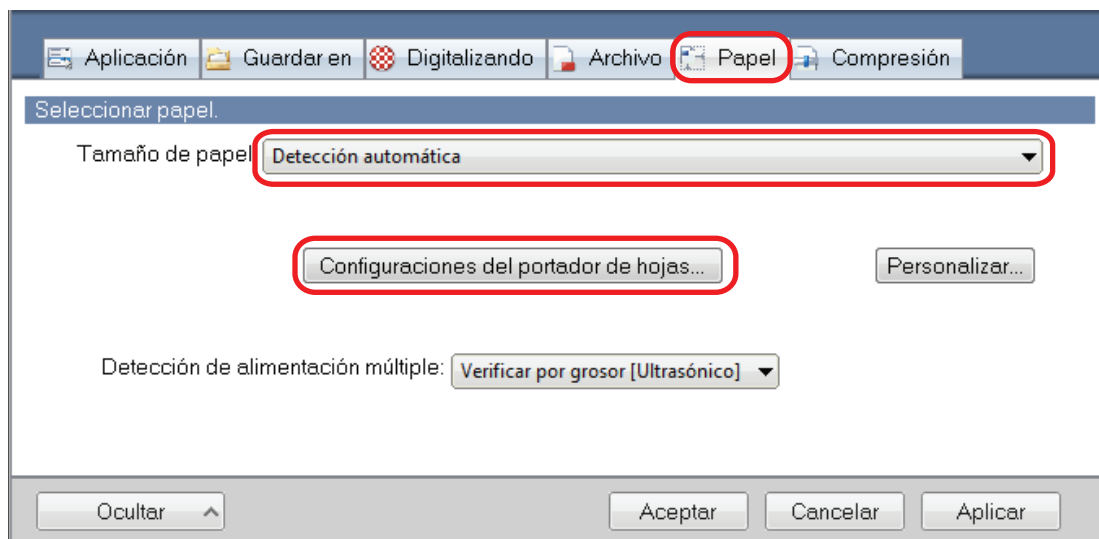 Aplicación Guardar en Digitalizando Archivo Papel Compresión
Seleccionar papel.
Tamaño de papel Detección automática
Configuraciones del portador de hojas... Personalizar...
Detección de alimentación múltiple: Verificar por grosor [Ultrasónico]
Ocultar Aceptar Cancelar Aplicar